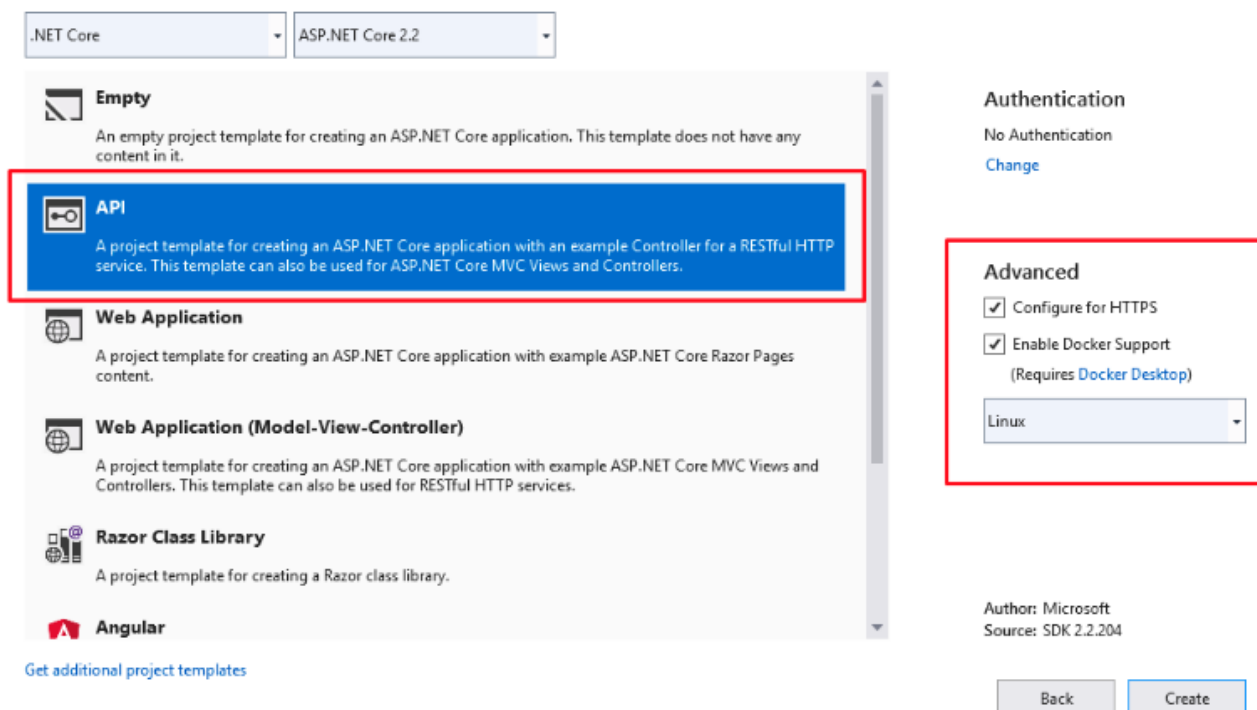 .NET Core
ASP.NET Core 2.2
Empty
An empty project template for creating an ASP.NET Core application. This template does not have any
content in it.
API
A project template for creating an ASP.NET Core application with an example Controller for a RESTful HTTP
service. This template can also be used for ASP.NET Core MVC Views and Controllers.
Web Application
A project template for creating an ASP.NET Core application with example ASP.NET Core Razor Pages
content.
Web Application (Model-View-Controller)
A project template for creating an ASP.NET Core application with example ASP.NET Core MVC Views and
Controllers. This template can also be used for RESTful HTTP services.
Razor Class Library
A project template for creating a Razor class library.
Angular
Get additional project templates
Authentication
No Authentication
Change
Advanced
Configure for HTTPS
Enable Docker Support
(Requires Docker Desktop)
Linux
Author: Microsoft
Source: SDK 2.2.204
Back
Create